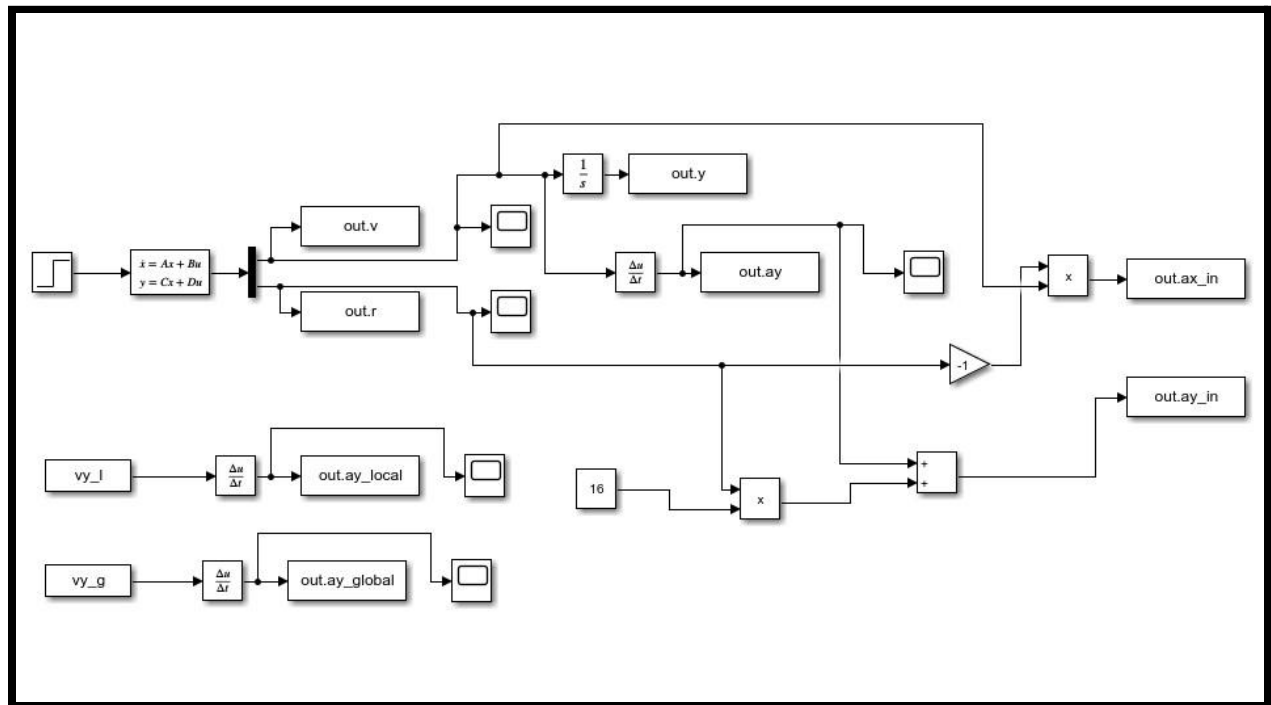 1
s
out.y
out.v
ẋ = Ax + Bu
y = Cx + Du
Δu
Δt
out.ay
x
out.ax_in
out.r
-1
out.ay_in
vy_l
Δu
Δt
out.ay_local
16
x
+
+
vy_g
Δu
Δt
out.ay_global